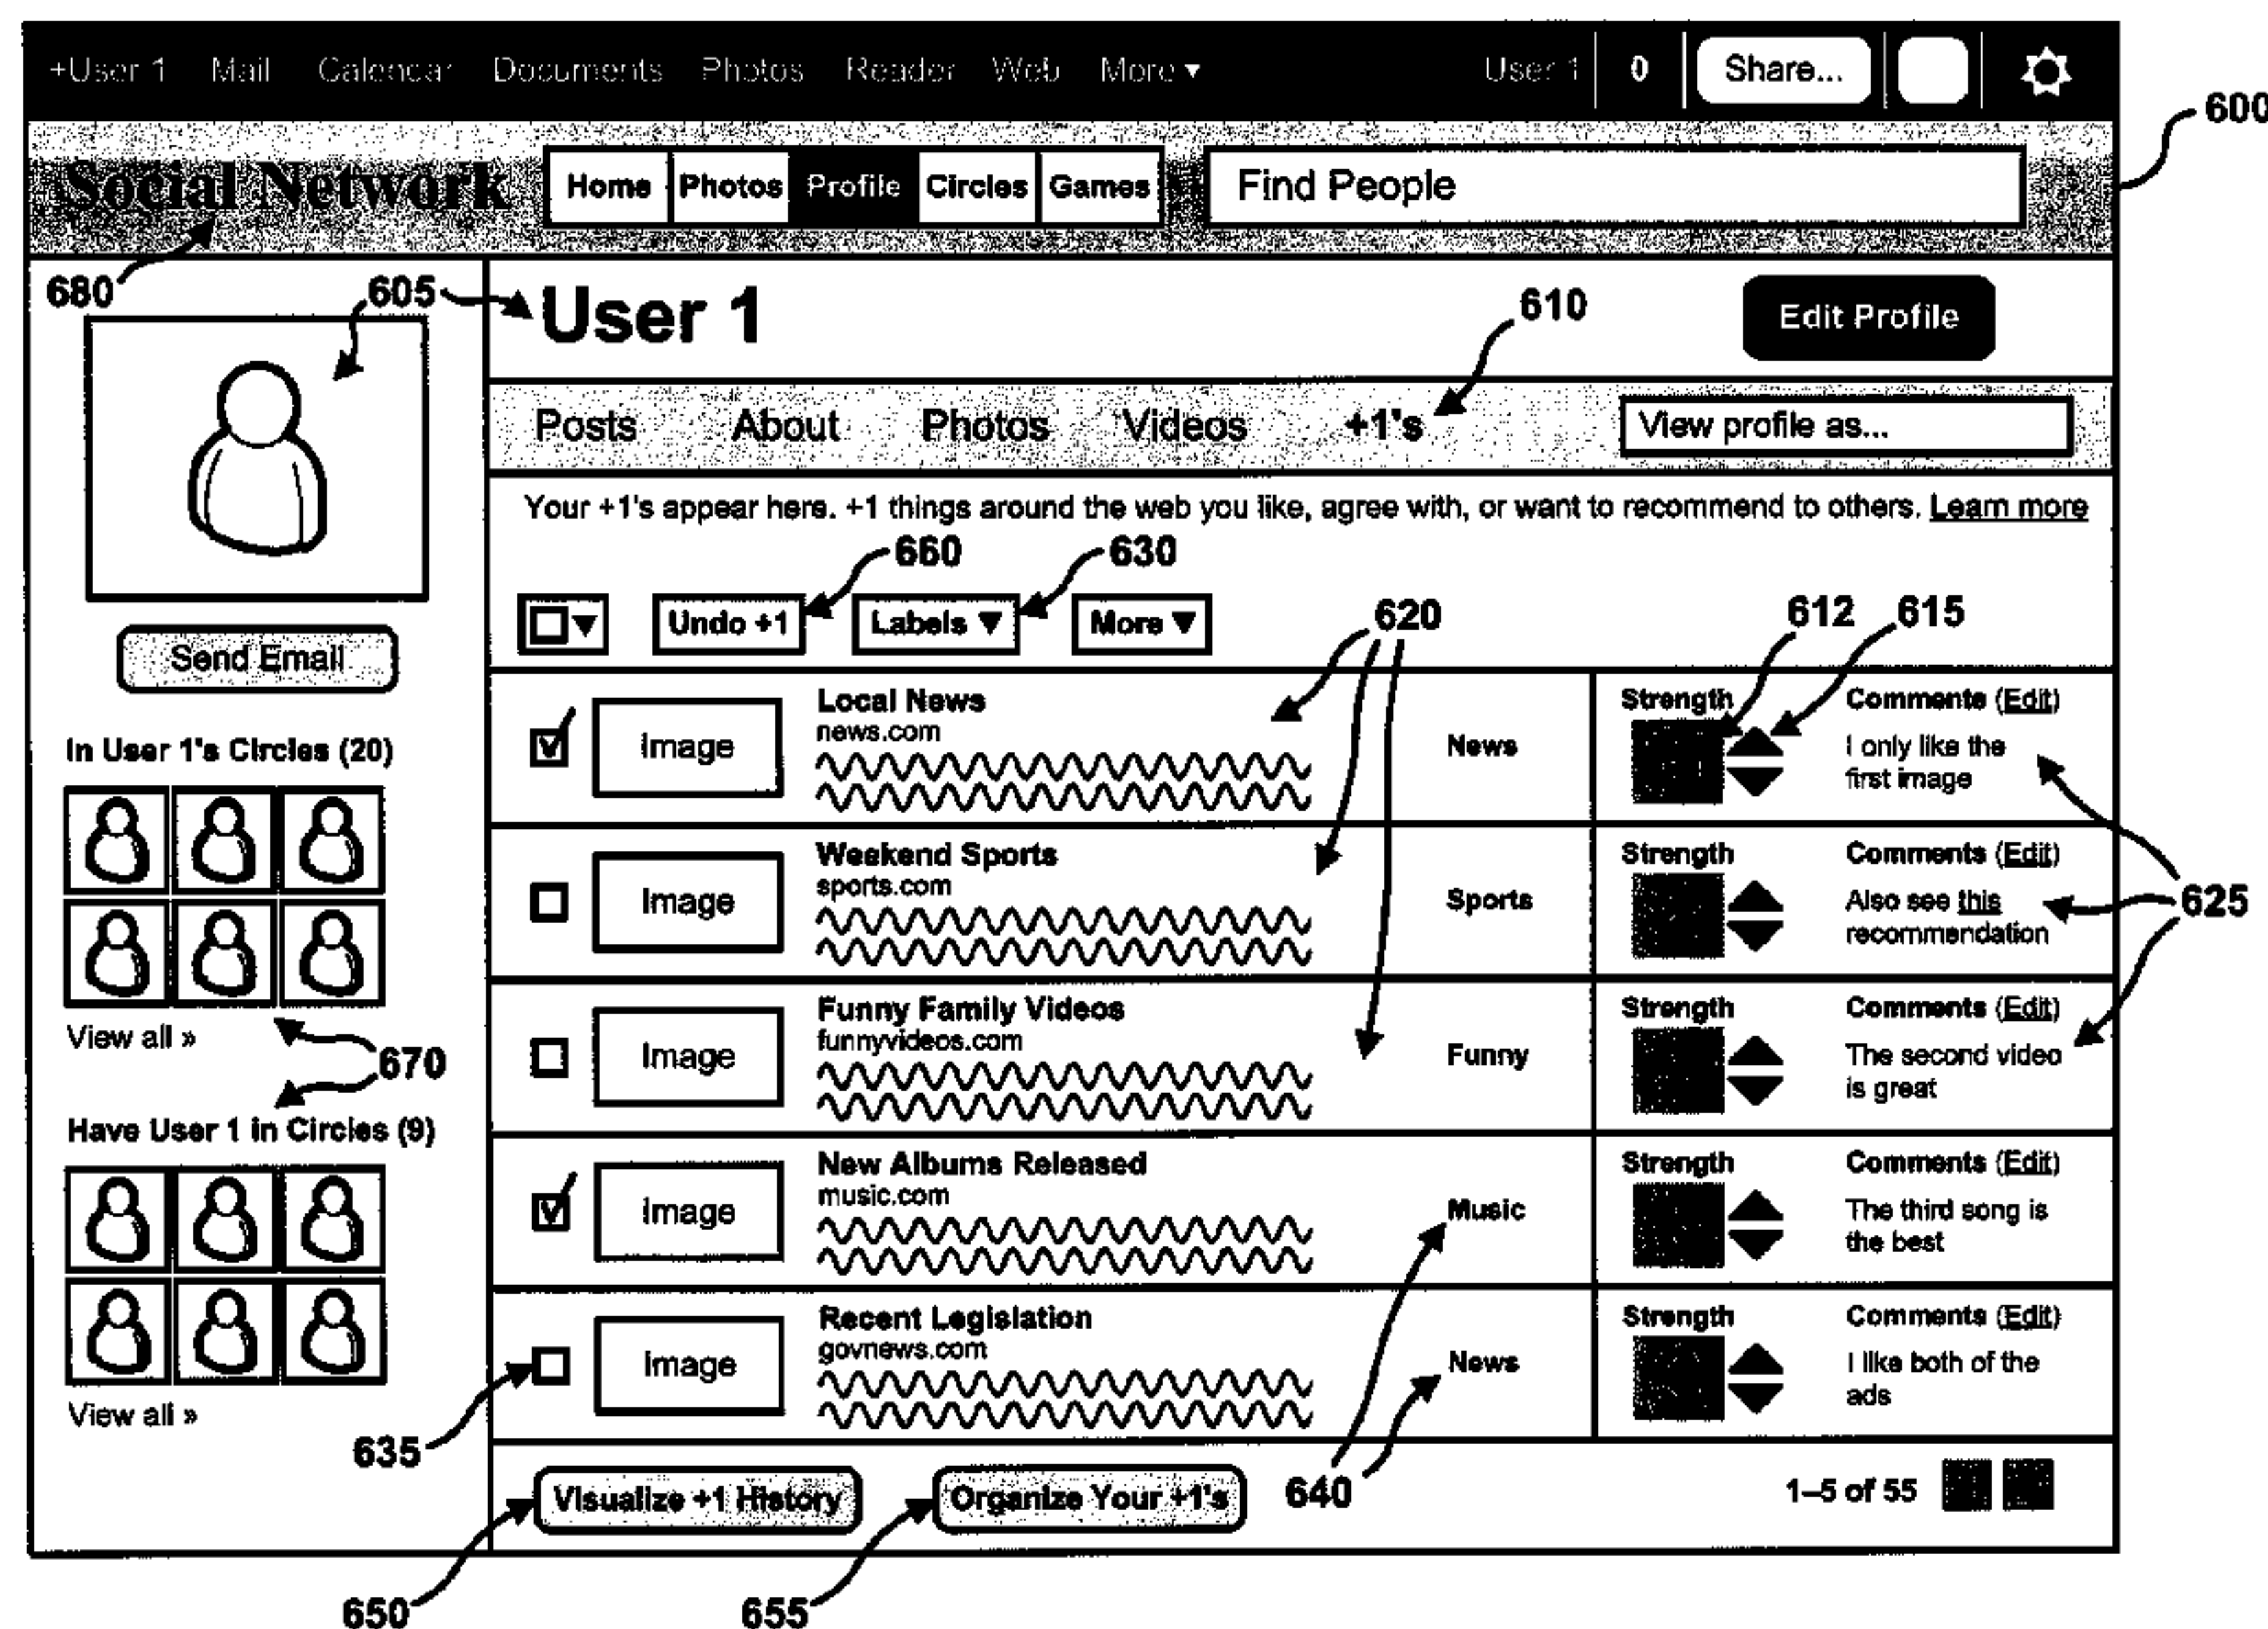 +User 1 Mail Calendar Documents Photos Reader Web More ▼ User 1 0 Share...
600
Social Network Home Photos Profile Circles Games Find People
680
605
User 1
610
Edit Profile
Posts About Photos Videos +1's View profile as...
Your +1's appear here. +1 things around the web you like, agree with, or want to recommend to others. Learn more
660 630
Undo +1 Labels ▼ More ▼
620 612 615
Send Email
In User 1's Circles (20)
View all »
670
Have User 1 in Circles (9)
View all »
Image
Local News
news.com
News
Strength
Comments (Edit)
I only like the
first image
Image
Weekend Sports
sports.com
Sports
Strength
Comments (Edit)
Also see this
recommendation
625
Image
Funny Family Videos
funnyvideos.com
Funny
Strength
Comments (Edit)
The second video
is great
Image
New Albums Released
music.com
Music
Strength
Comments (Edit)
The third song is
the best
Image
Recent Legislation
govnews.com
News
Strength
Comments (Edit)
I like both of the
ads
635
640
Visualize +1 History Organize Your +1's 1–5 of 55
650 655